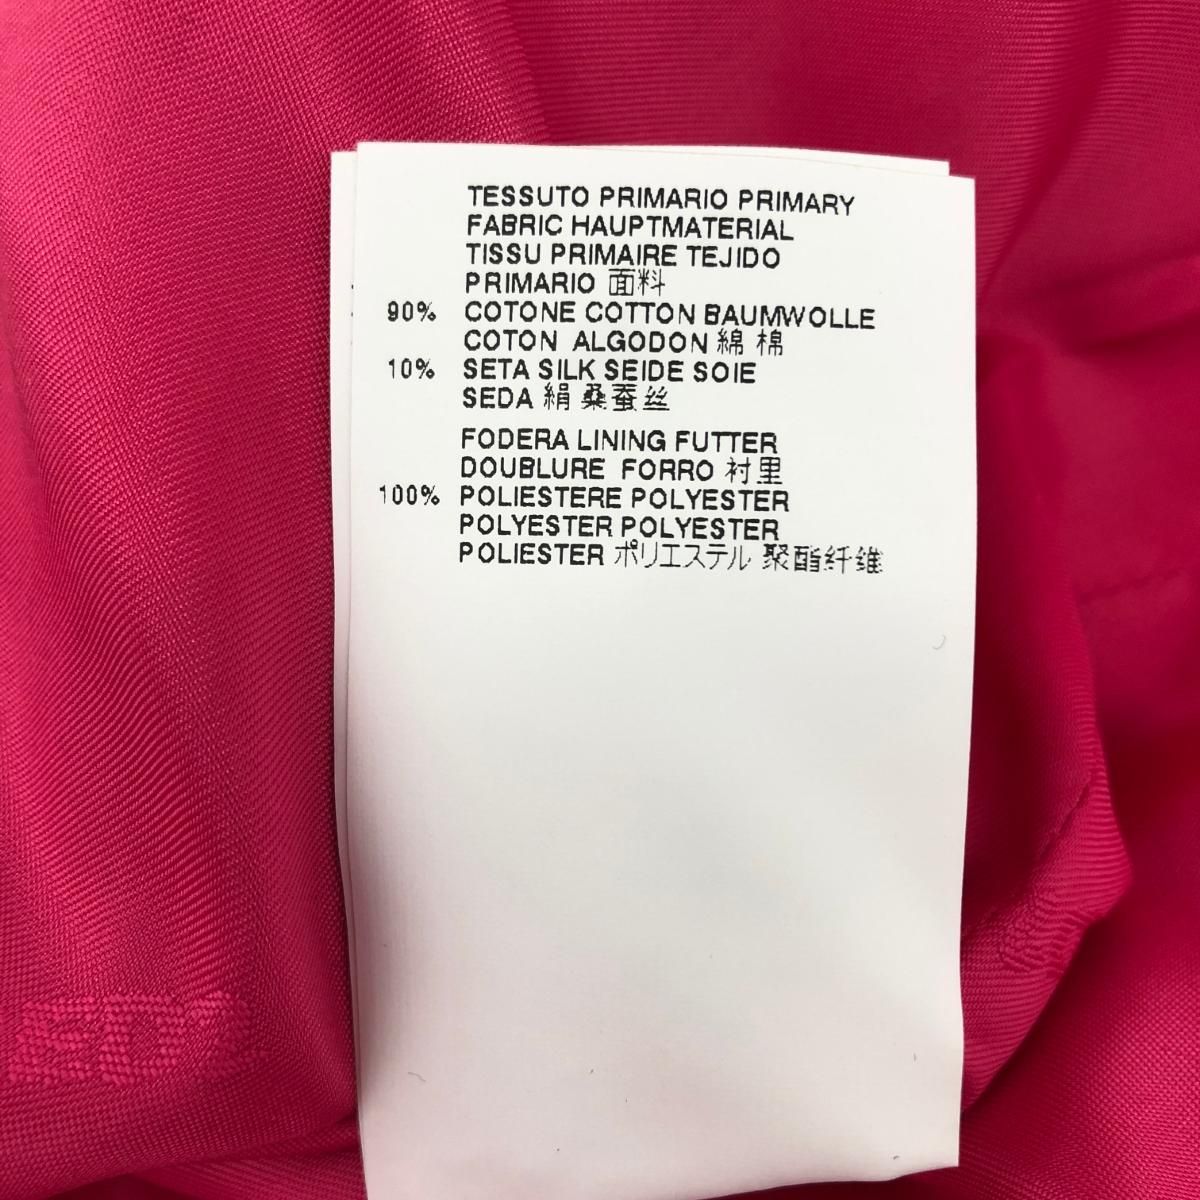 TESSUTO PRIMARIO PRIMARY
FABRIC HAUPTMATERIAL
TISSU PRIMAIRE TEJIDO
PRIMARIO 面料
90% COTONE COTTON BAUMWOLLE
COTON ALGODON 綿 棉
10% SETA SILK SEIDE SOIE
SEDA 絹 桑蚕丝
FODERA LINING FUTTER
DOUBLURE FORRO 衬里
100% POLIESTERE POLYESTER
POLYESTER POLYESTER
POLIESTER ポリエステル 聚酯纤维